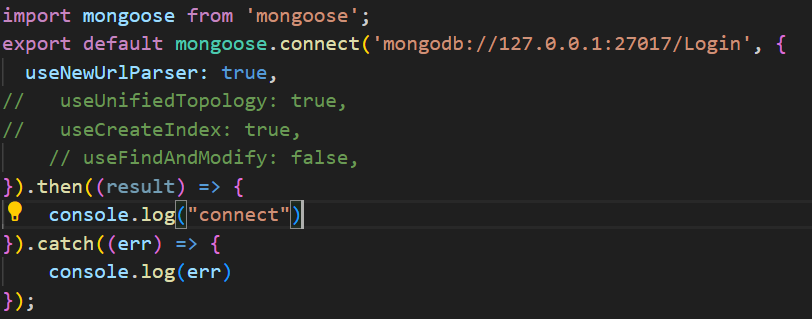 import mongoose from 'mongoose';
export default mongoose.connect('mongodb://127.0.0.1:27017/Login', {
  useNewUrlParser: true,
//   useUnifiedTopology: true,
//   useCreateIndex: true,
    // useFindAndModify: false,
}).then((result) => {
    console.log("connect")
}).catch((err) => {
    console.log(err)
});